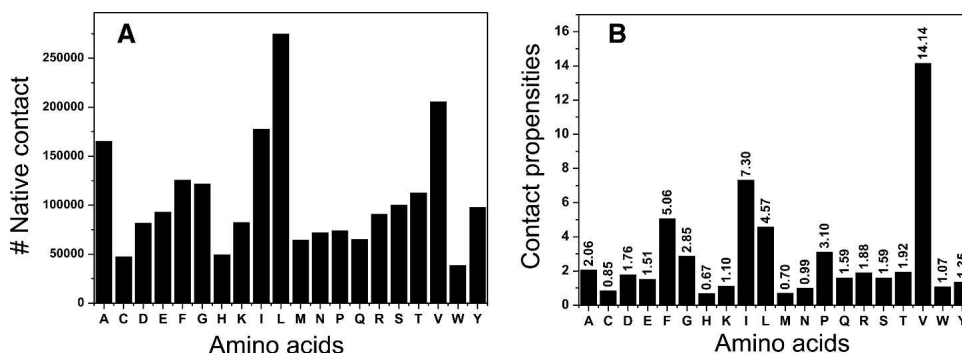 A
# Native contact
250000
200000
150000
100000
50000
0
A C D E F G H K I L M N P Q R S T V W Y
Amino acids
B
Contact propensities
16
14
12
10
8
6
4
2
0
2.06 0.85 1.76 1.51 5.06 2.85 0.67 1.10 7.30 4.57 0.70 0.99 3.10 1.59 1.88 1.59 1.92 14.14 1.07 1.35
A C D E F G H K I L M N P Q R S T V W Y
Amino acids